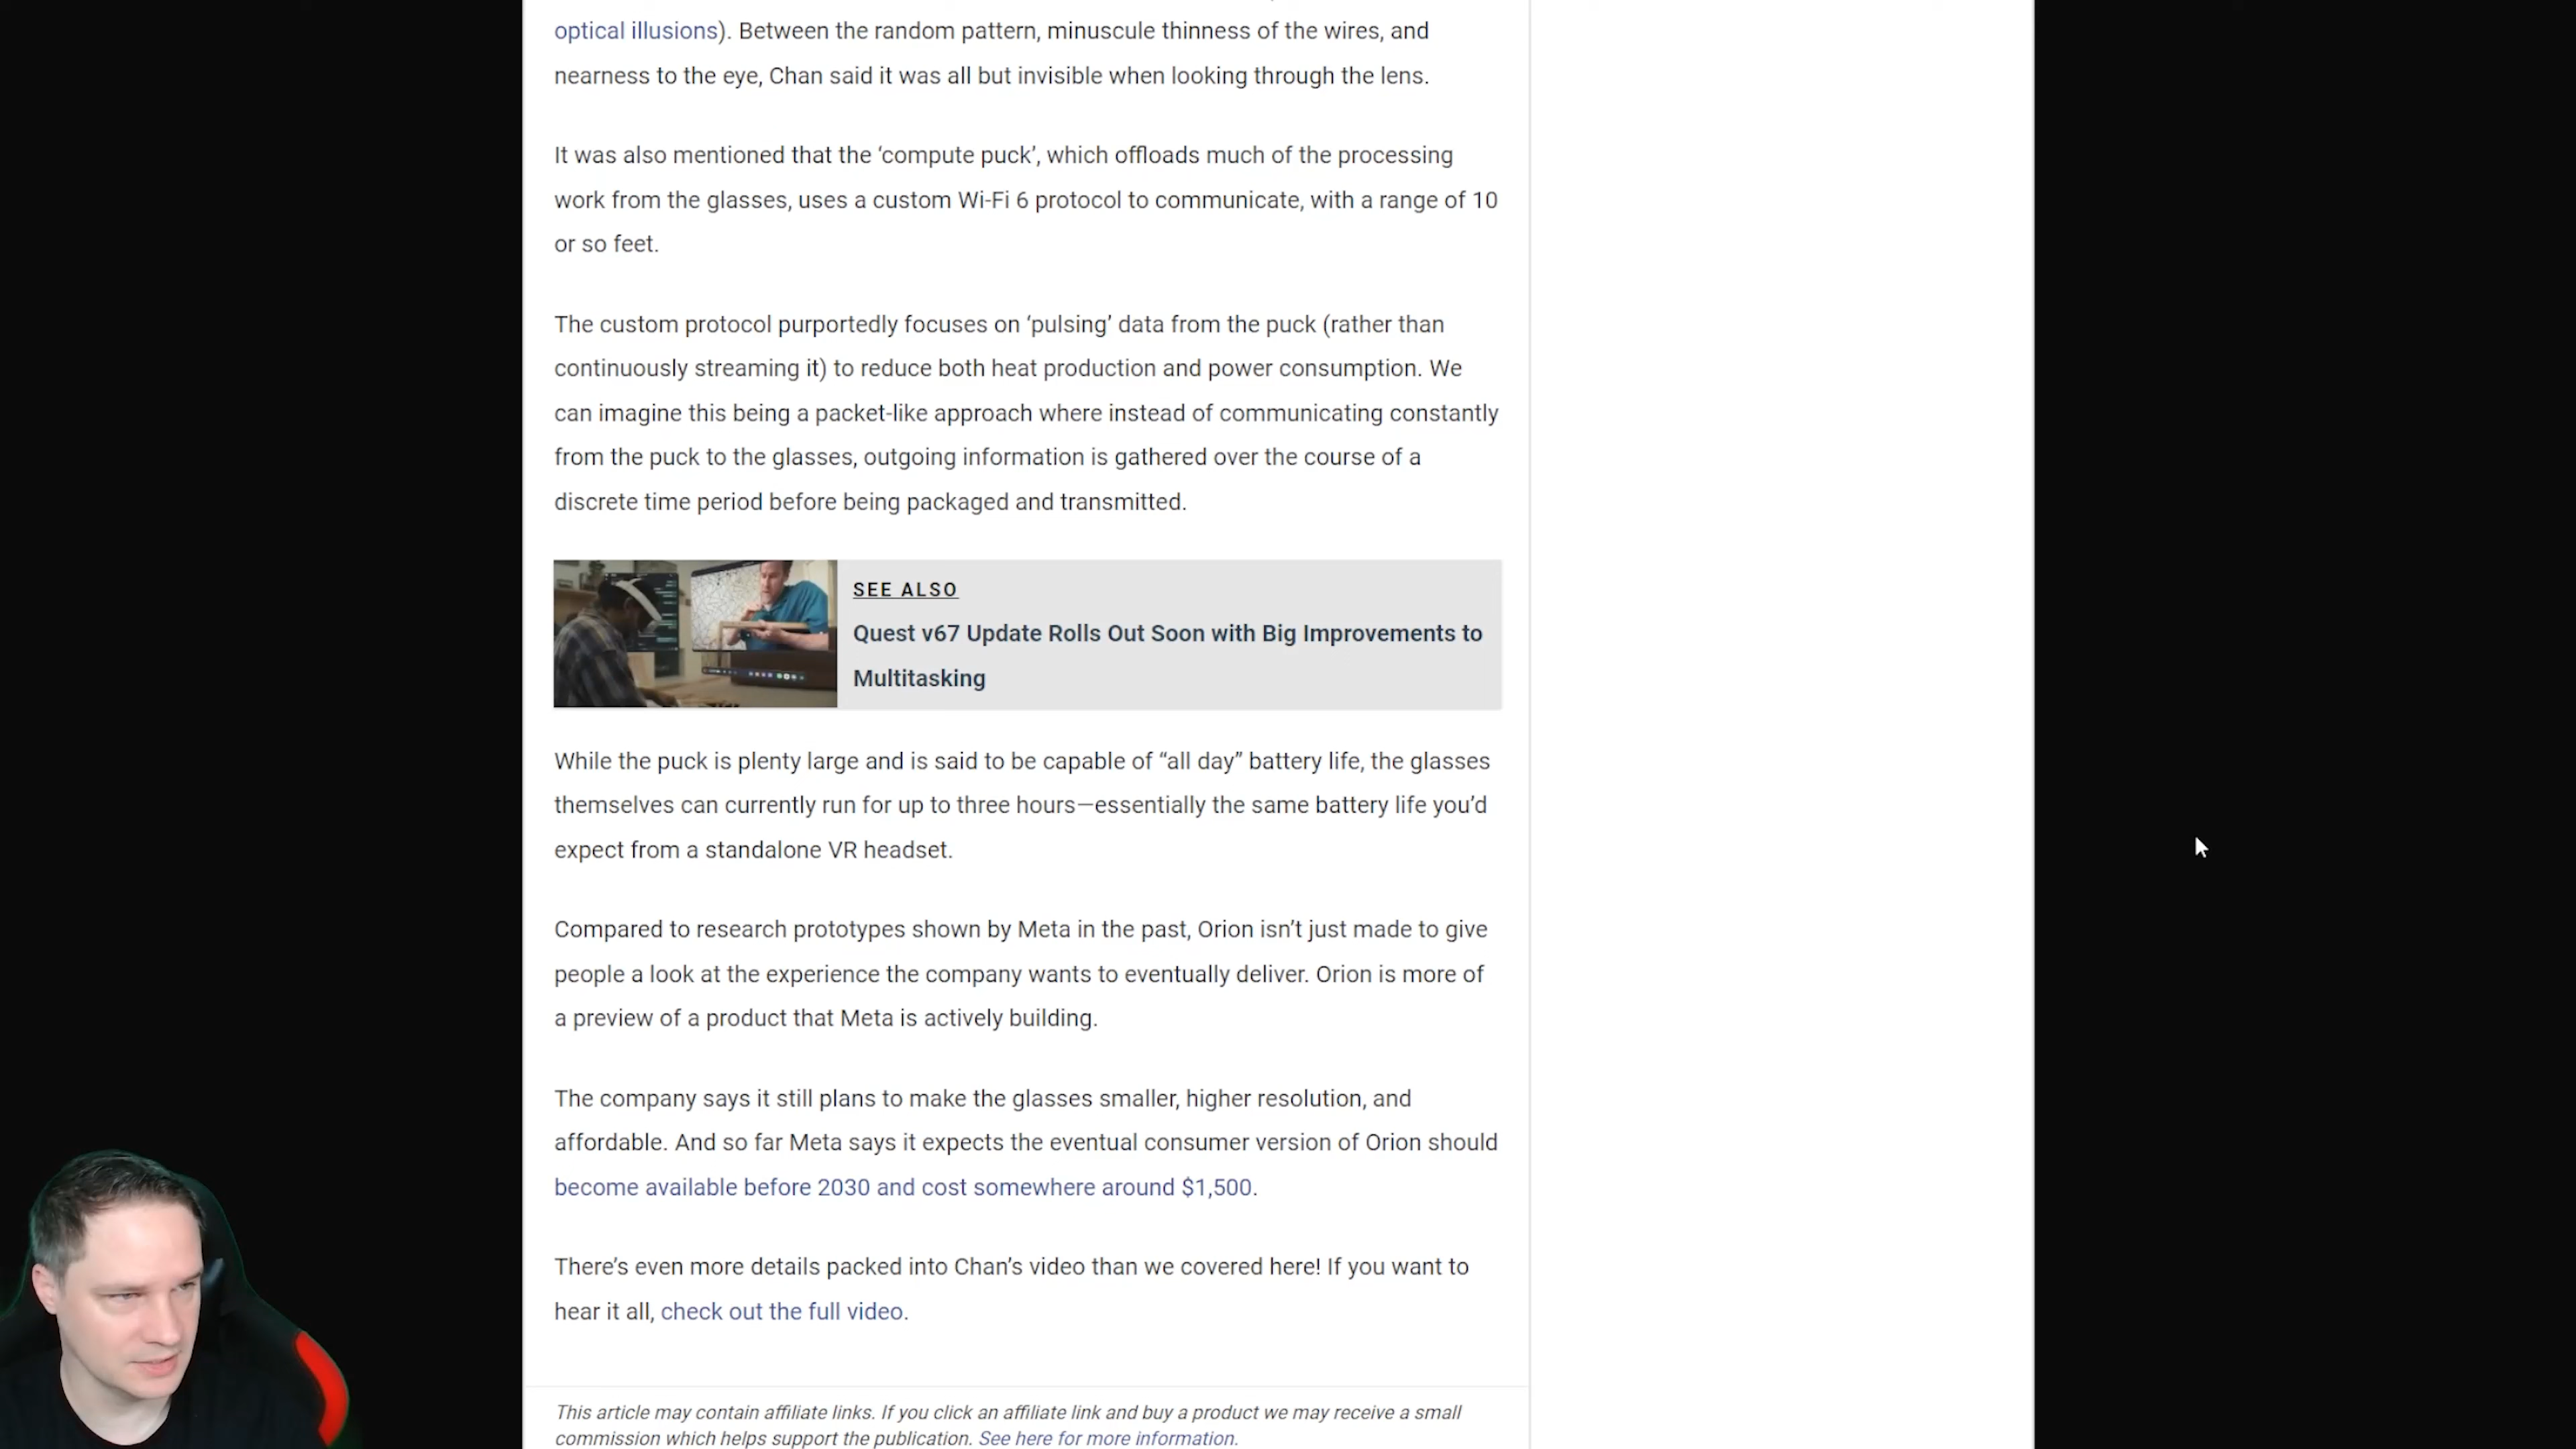 optical illusions). Between the random pattern, minuscule thinness of the wires, and
nearness to the eye, Chan said it was all but invisible when looking through the lens.
It was also mentioned that the ‘compute puck’, which offloads much of the processing
work from the glasses, uses a custom Wi-Fi 6 protocol to communicate, with a range of 10
or so feet.
The custom protocol purportedly focuses on ‘pulsing’ data from the puck (rather than
continuously streaming it) to reduce both heat production and power consumption. We
can imagine this being a packet-like approach where instead of communicating constantly
from the puck to the glasses, outgoing information is gathered over the course of a
discrete time period before being packaged and transmitted.
SEE ALSO
Quest v67 Update Rolls Out Soon with Big Improvements to
Multitasking
While the puck is plenty large and is said to be capable of “all day” battery life, the glasses
themselves can currently run for up to three hours—essentially the same battery life you’d
expect from a standalone VR headset.
Compared to research prototypes shown by Meta in the past, Orion isn’t just made to give
people a look at the experience the company wants to eventually deliver. Orion is more of
a preview of a product that Meta is actively building.
The company says it still plans to make the glasses smaller, higher resolution, and
affordable. And so far Meta says it expects the eventual consumer version of Orion should
become available before 2030 and cost somewhere around $1,500.
There’s even more details packed into Chan’s video than we covered here! If you want to
hear it all, check out the full video.
This article may contain affiliate links. If you click an affiliate link and buy a product we may receive a small
commission which helps support the publication. See here for more information.